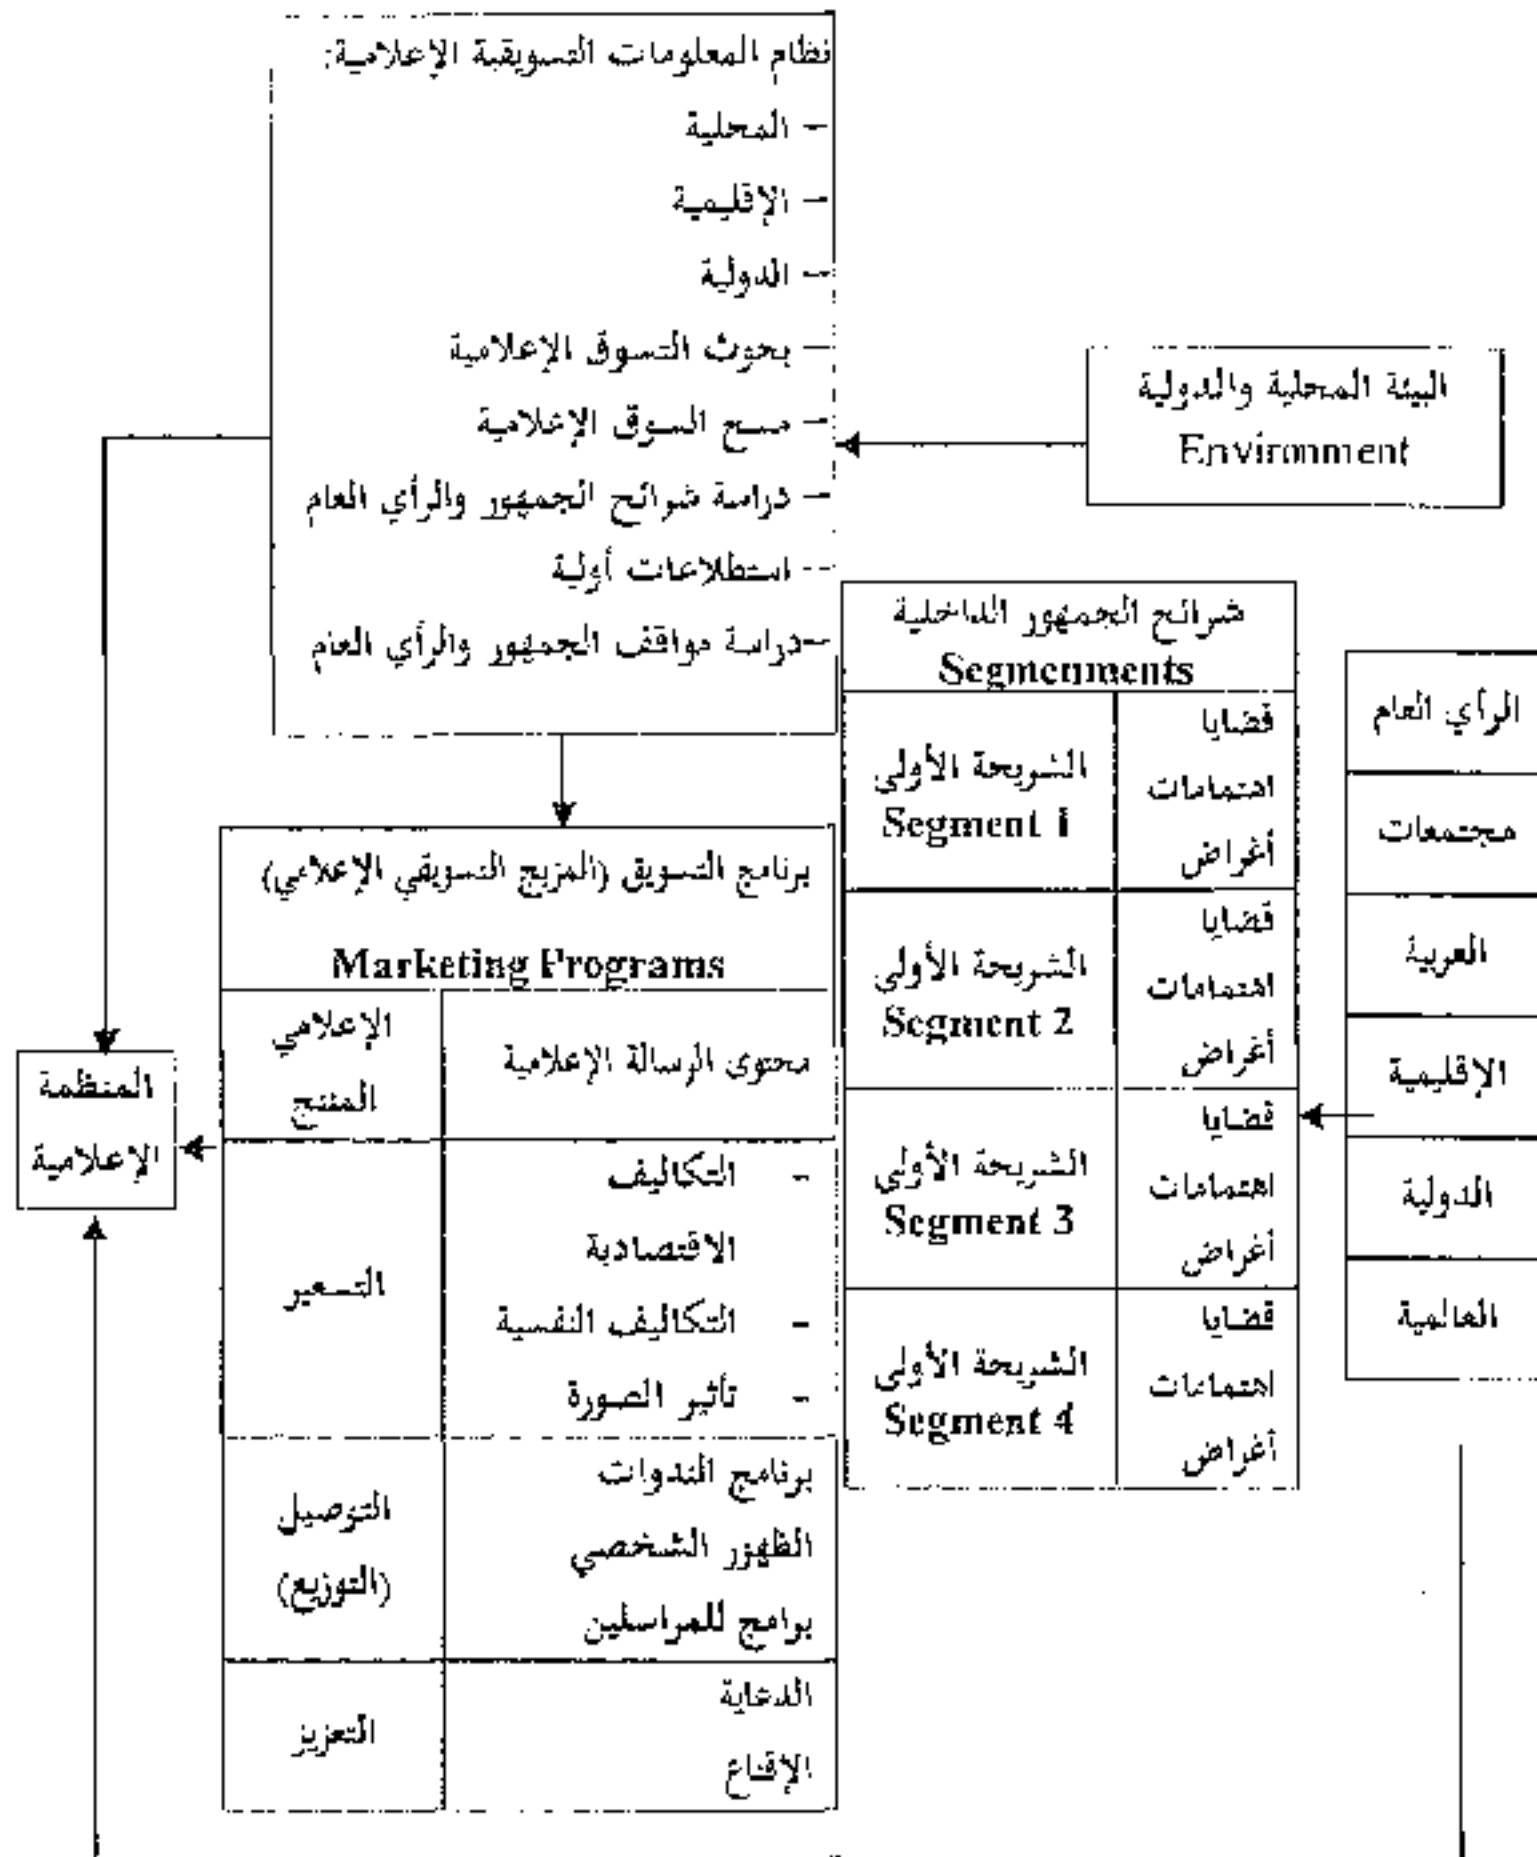 نظام المعلومات التسويقية الإعلامية:
– المحلية
– الإقليمية
– الدولية
– بحوث التسوق الإعلامية
– مسح السوق الإعلامية
– دراسة شرائح الجمهور والرأي العام
– استطلاعات أولية
–دراسة مواقف الجمهور والرأي العام
البيئة المحلية والدولية
Environment
شرائح الجمهور الداخلية
Segmenments
قضايا
اهتمامات
أغراض
الشريحة الأولى
Segment 1
قضايا
اهتمامات
أغراض
الشريحة الأولى
Segment 2
قضايا
اهتمامات
أغراض
الشريحة الأولى
Segment 3
قضايا
اهتمامات
أغراض
الشريحة الأولى
Segment 4
الرأي العام
مجتمعات
العربية
الإقليمية
الدولية
العالمية
برنامج التسويق (المزيج التسويقي الإعلامي)
Marketing Programs
محتوى الرسالة الإعلامية
الإعلامي
المنتج
- التكاليف
الاقتصادية
- التكاليف النفسية
- تأثير الصورة
التسعير
برنامج الندوات
الظهور الشخصي
برامج للمراسلين
التوصيل
(التوزيع)
الدعاية
الإقناع
التعزيز
المنظمة
الإعلامية